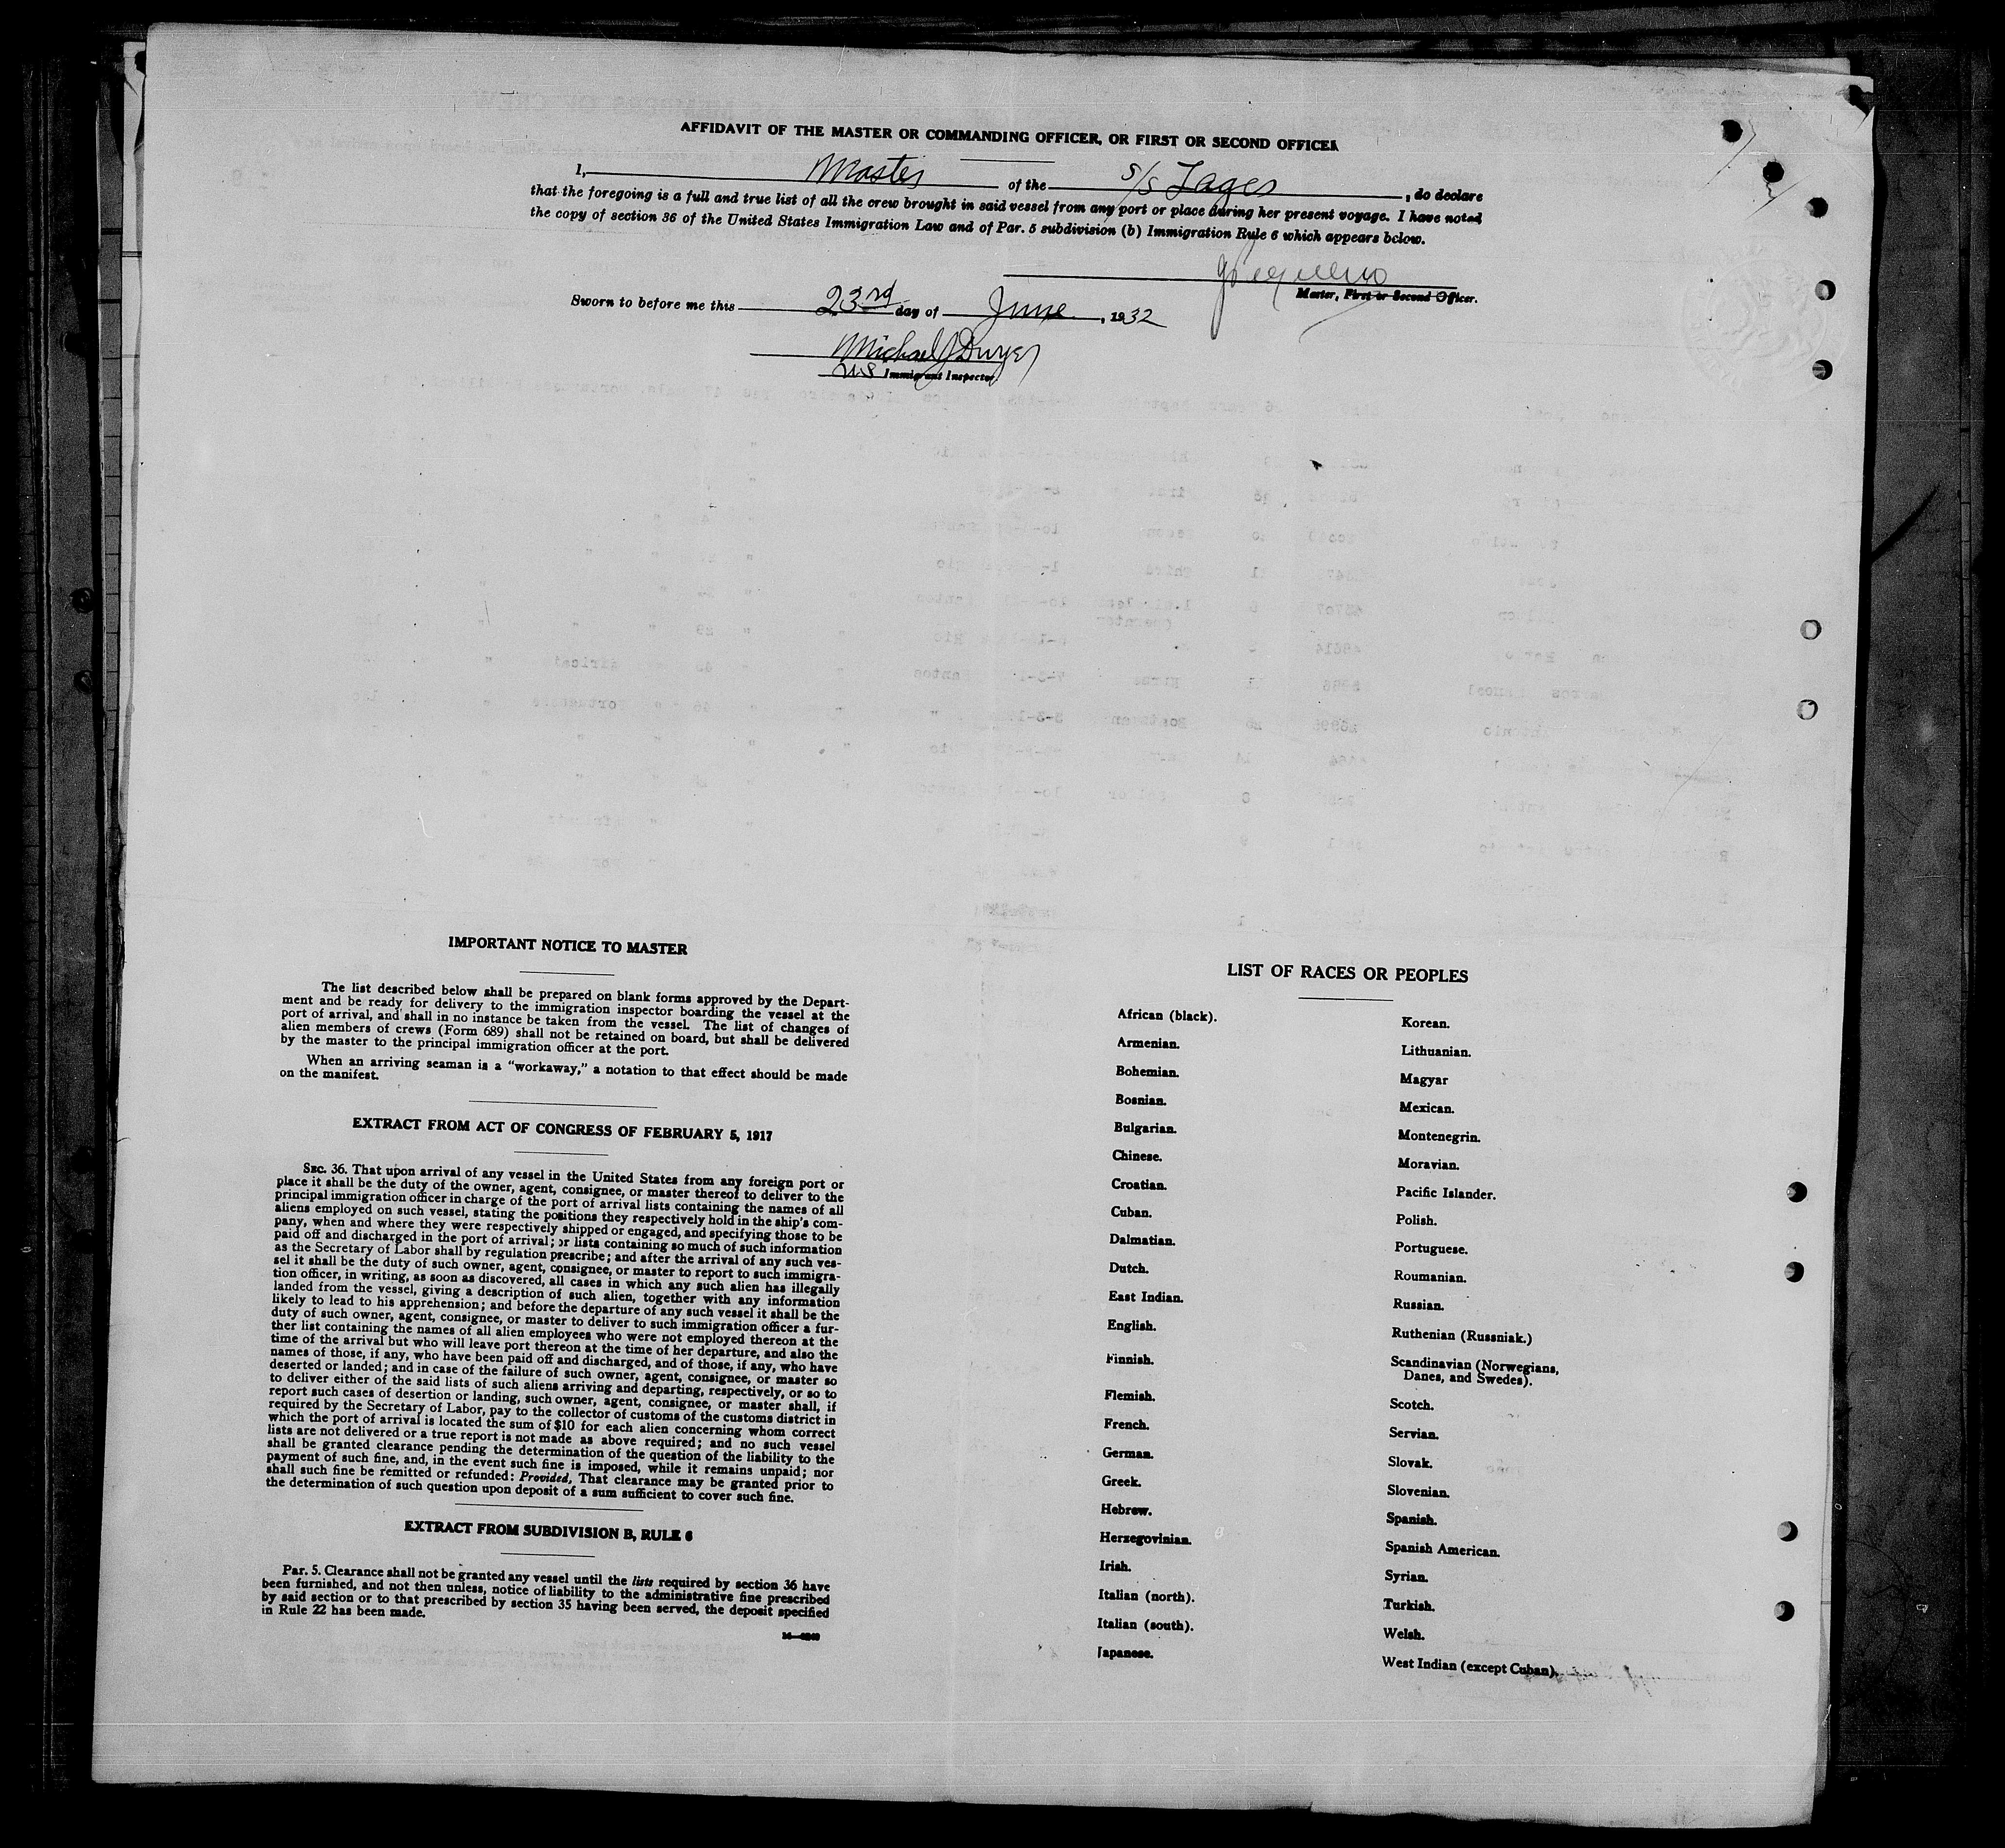 AFFIDAVIT OF THE MASTER OR COMMANDING OFFICER, OR FIRST OR SECOND OFFICER
I, Master of the S/S Lages, do declare
that the foregoing is a full and true list of all the crew brought in said vessel from any port or place during her present voyage. I have noted
the copy of section 36 of the United States Immigration Law and of Par. 5 subdivision (b) Immigration Rule 6 which appears below.
Master, First or Second Officer.
Sworn to before me this 23rd day of June, 1932
Michael J Dwyer
US Immigrant Inspector.
IMPORTANT NOTICE TO MASTER
The list described below shall be prepared on blank forms approved by the Depart-
ment and be ready for delivery to the immigration inspector boarding the vessel at the
port of arrival, and shall in no instance be taken from the vessel. The list of changes of
alien members of crews (Form 689) shall not be retained on board, but shall be delivered
by the master to the principal immigration officer at the port.
When an arriving seaman is a "workaway," a notation to that effect should be made
on the manifest.
EXTRACT FROM ACT OF CONGRESS OF FEBRUARY 5, 1917
SEC. 36. That upon arrival of any vessel in the United States from any foreign port or
place it shall be the duty of the owner, agent, consignee, or master thereof to deliver to the
principal immigration officer in charge of the port of arrival lists containing the names of all
aliens employed on such vessel, stating the positions they respectively hold in the ship's com-
pany, when and where they were respectively shipped or engaged, and specifying those to be
paid off and discharged in the port of arrival; or lists containing so much of such information
as the Secretary of Labor shall by regulation prescribe; and after the arrival of any such ves-
sel it shall be the duty of such owner, agent, consignee, or master to report to such immigra-
tion officer, in writing, as soon as discovered, all cases in which any such alien has illegally
landed from the vessel, giving a description of such alien, together with any information
likely to lead to his apprehension; and before the departure of any such vessel it shall be the
duty of such owner, agent, consignee, or master to deliver to such immigration officer a fur-
ther list containing the names of all alien employees who were not employed thereon at the
time of the arrival but who will leave port thereon at the time of her departure, and also the
names of those, if any, who have been paid off and discharged, and of those, if any, who have
deserted or landed; and in case of the failure of such owner, agent, consignee, or master so
to deliver either of the said lists of such aliens arriving and departing, respectively, or so to
report such cases of desertion or landing, such owner, agent, consignee, or master shall, if
required by the Secretary of Labor, pay to the collector of customs of the customs district in
which the port of arrival is located the sum of $10 for each alien concerning whom correct
lists are not delivered or a true report is not made as above required; and no such vessel
shall be granted clearance pending the determination of the question of the liability to the
payment of such fine, and, in the event such fine is imposed, while it remains unpaid; nor
shall such fine be remitted or refunded: Provided, That clearance may be granted prior to
the determination of such question upon deposit of a sum sufficient to cover such fine.
EXTRACT FROM SUBDIVISION B, RULE 6
Par. 5. Clearance shall not be granted any vessel until the lists required by section 36 have
been furnished, and not then unless, notice of liability to the administrative fine prescribed
by said section or to that prescribed by section 35 having been served, the deposit specified
in Rule 22 has been made.
LIST OF RACES OR PEOPLES
African (black).
Armenian.
Bohemian.
Bosnian.
Bulgarian.
Chinese.
Croatian.
Cuban.
Dalmatian.
Dutch.
East Indian.
English.
Finnish.
Flemish.
French.
German.
Greek.
Hebrew.
Herzegovinian.
Irish.
Italian (north).
Italian (south).
Japanese.
Korean.
Lithuanian.
Magyar
Mexican.
Montenegrin.
Moravian.
Pacific Islander.
Polish.
Portuguese.
Roumanian.
Russian.
Ruthenian (Russniak.)
Scandinavian (Norwegians,
Danes, and Swedes).
Scotch.
Servian.
Slovak.
Slovenian.
Spanish.
Spanish American.
Syrian.
Turkish.
Welsh.
West Indian (except Cuban).